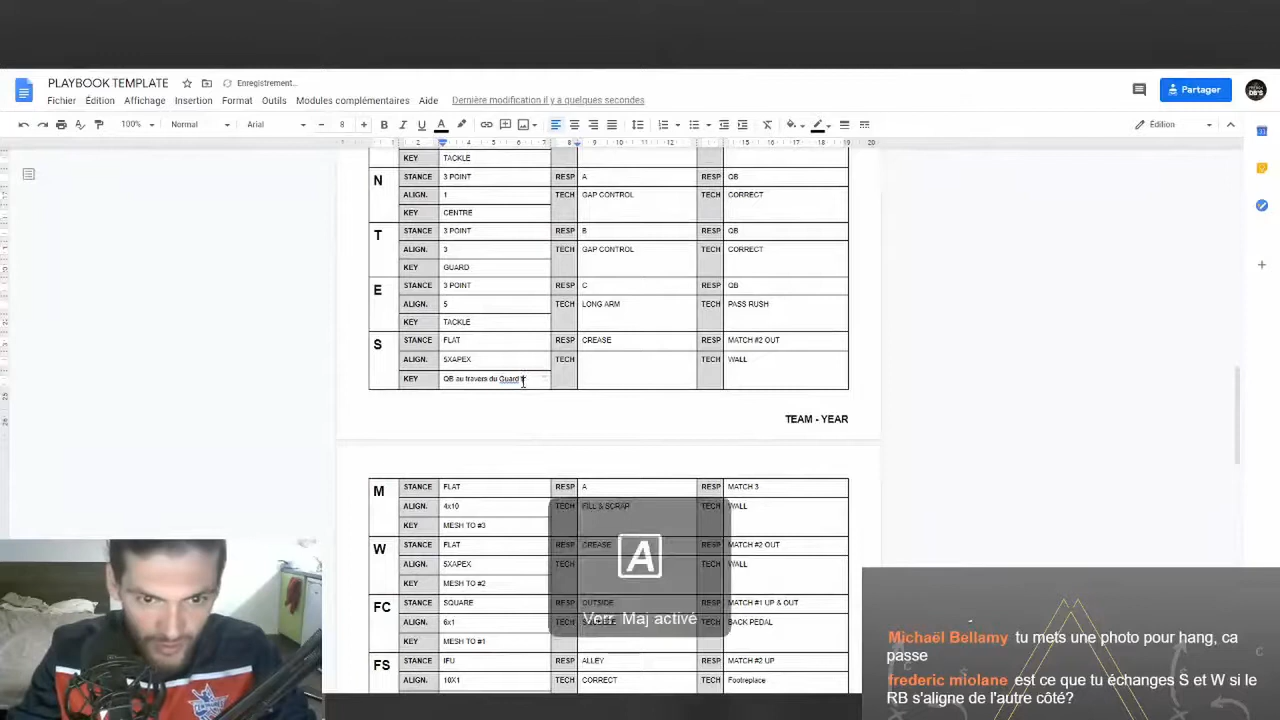 PLAYBOOK TEMPLATE
Enregistrement…
Fichier Édition Affichage Insertion Format Outils Modules complémentaires Aide Dernière modification il y a quelques secondes
Partager
100% Normal Arial 8 Édition
KEY TACKLE
N STANCE 3 POINT RESP A RESP QB
ALIGN. 1 TECH GAP CONTROL TECH CORRECT
KEY CENTRE
T STANCE 3 POINT RESP B RESP QB
ALIGN. 3 TECH GAP CONTROL TECH CORRECT
KEY GUARD
E STANCE 3 POINT RESP C RESP QB
ALIGN. 5 TECH LONG ARM TECH PASS RUSH
KEY TACKLE
S STANCE FLAT RESP CREASE RESP MATCH #2 OUT
ALIGN. 5XAPEX TECH TECH WALL
KEY QB au travers du Guard
TEAM - YEAR
M STANCE FLAT RESP A RESP MATCH 3
ALIGN. 4x10 TECH FILL & SCRAP TECH WALL
KEY MESH TO #3
W STANCE FLAT RESP CREASE RESP MATCH #2 OUT
ALIGN. 5XAPEX TECH TECH WALL
KEY MESH TO #2
FC STANCE SQUARE RESP OUTSIDE RESP MATCH #1 UP & OUT
ALIGN. 6x1 TECH TECH BACK PEDAL
KEY MESH TO #1
FS STANCE IFU RESP ALLEY RESP MATCH #2 UP
ALIGN. 10X1 TECH CORRECT TECH Footreplace
A
Verr. Maj activé
Michaël Bellamy tu mets une photo pour hang, ca
passe
frederic miolane est ce que tu échanges S et W si le
RB s'aligne de l'autre côté?